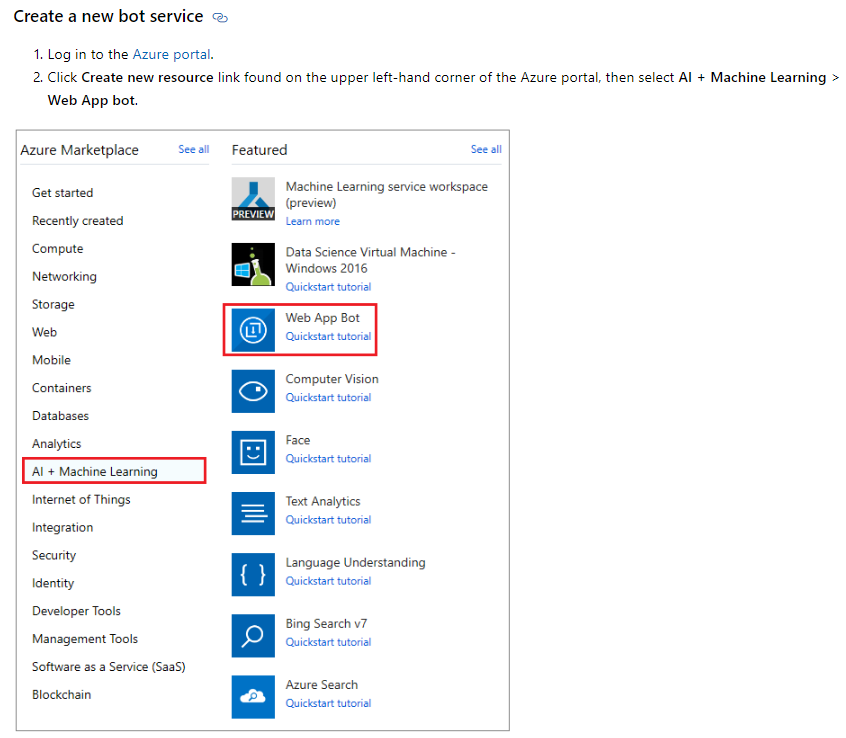 Create a new bot service
1. Log in to the Azure portal.
2. Click Create new resource link found on the upper left-hand corner of the Azure portal, then select AI + Machine Learning >
Web App bot.
Azure Marketplace See all
Get started
Recently created
Compute
Networking
Storage
Web
Mobile
Containers
Databases
Analytics
AI + Machine Learning
Internet of Things
Integration
Security
Identity
Developer Tools
Management Tools
Software as a Service (SaaS)
Blockchain
Featured See all
PREVIEW
Machine Learning service workspace
(preview)
Learn more
Data Science Virtual Machine -
Windows 2016
Quickstart tutorial
Web App Bot
Quickstart tutorial
Computer Vision
Quickstart tutorial
Face
Quickstart tutorial
Text Analytics
Quickstart tutorial
Language Understanding
Quickstart tutorial
Bing Search v7
Quickstart tutorial
Azure Search
Quickstart tutorial